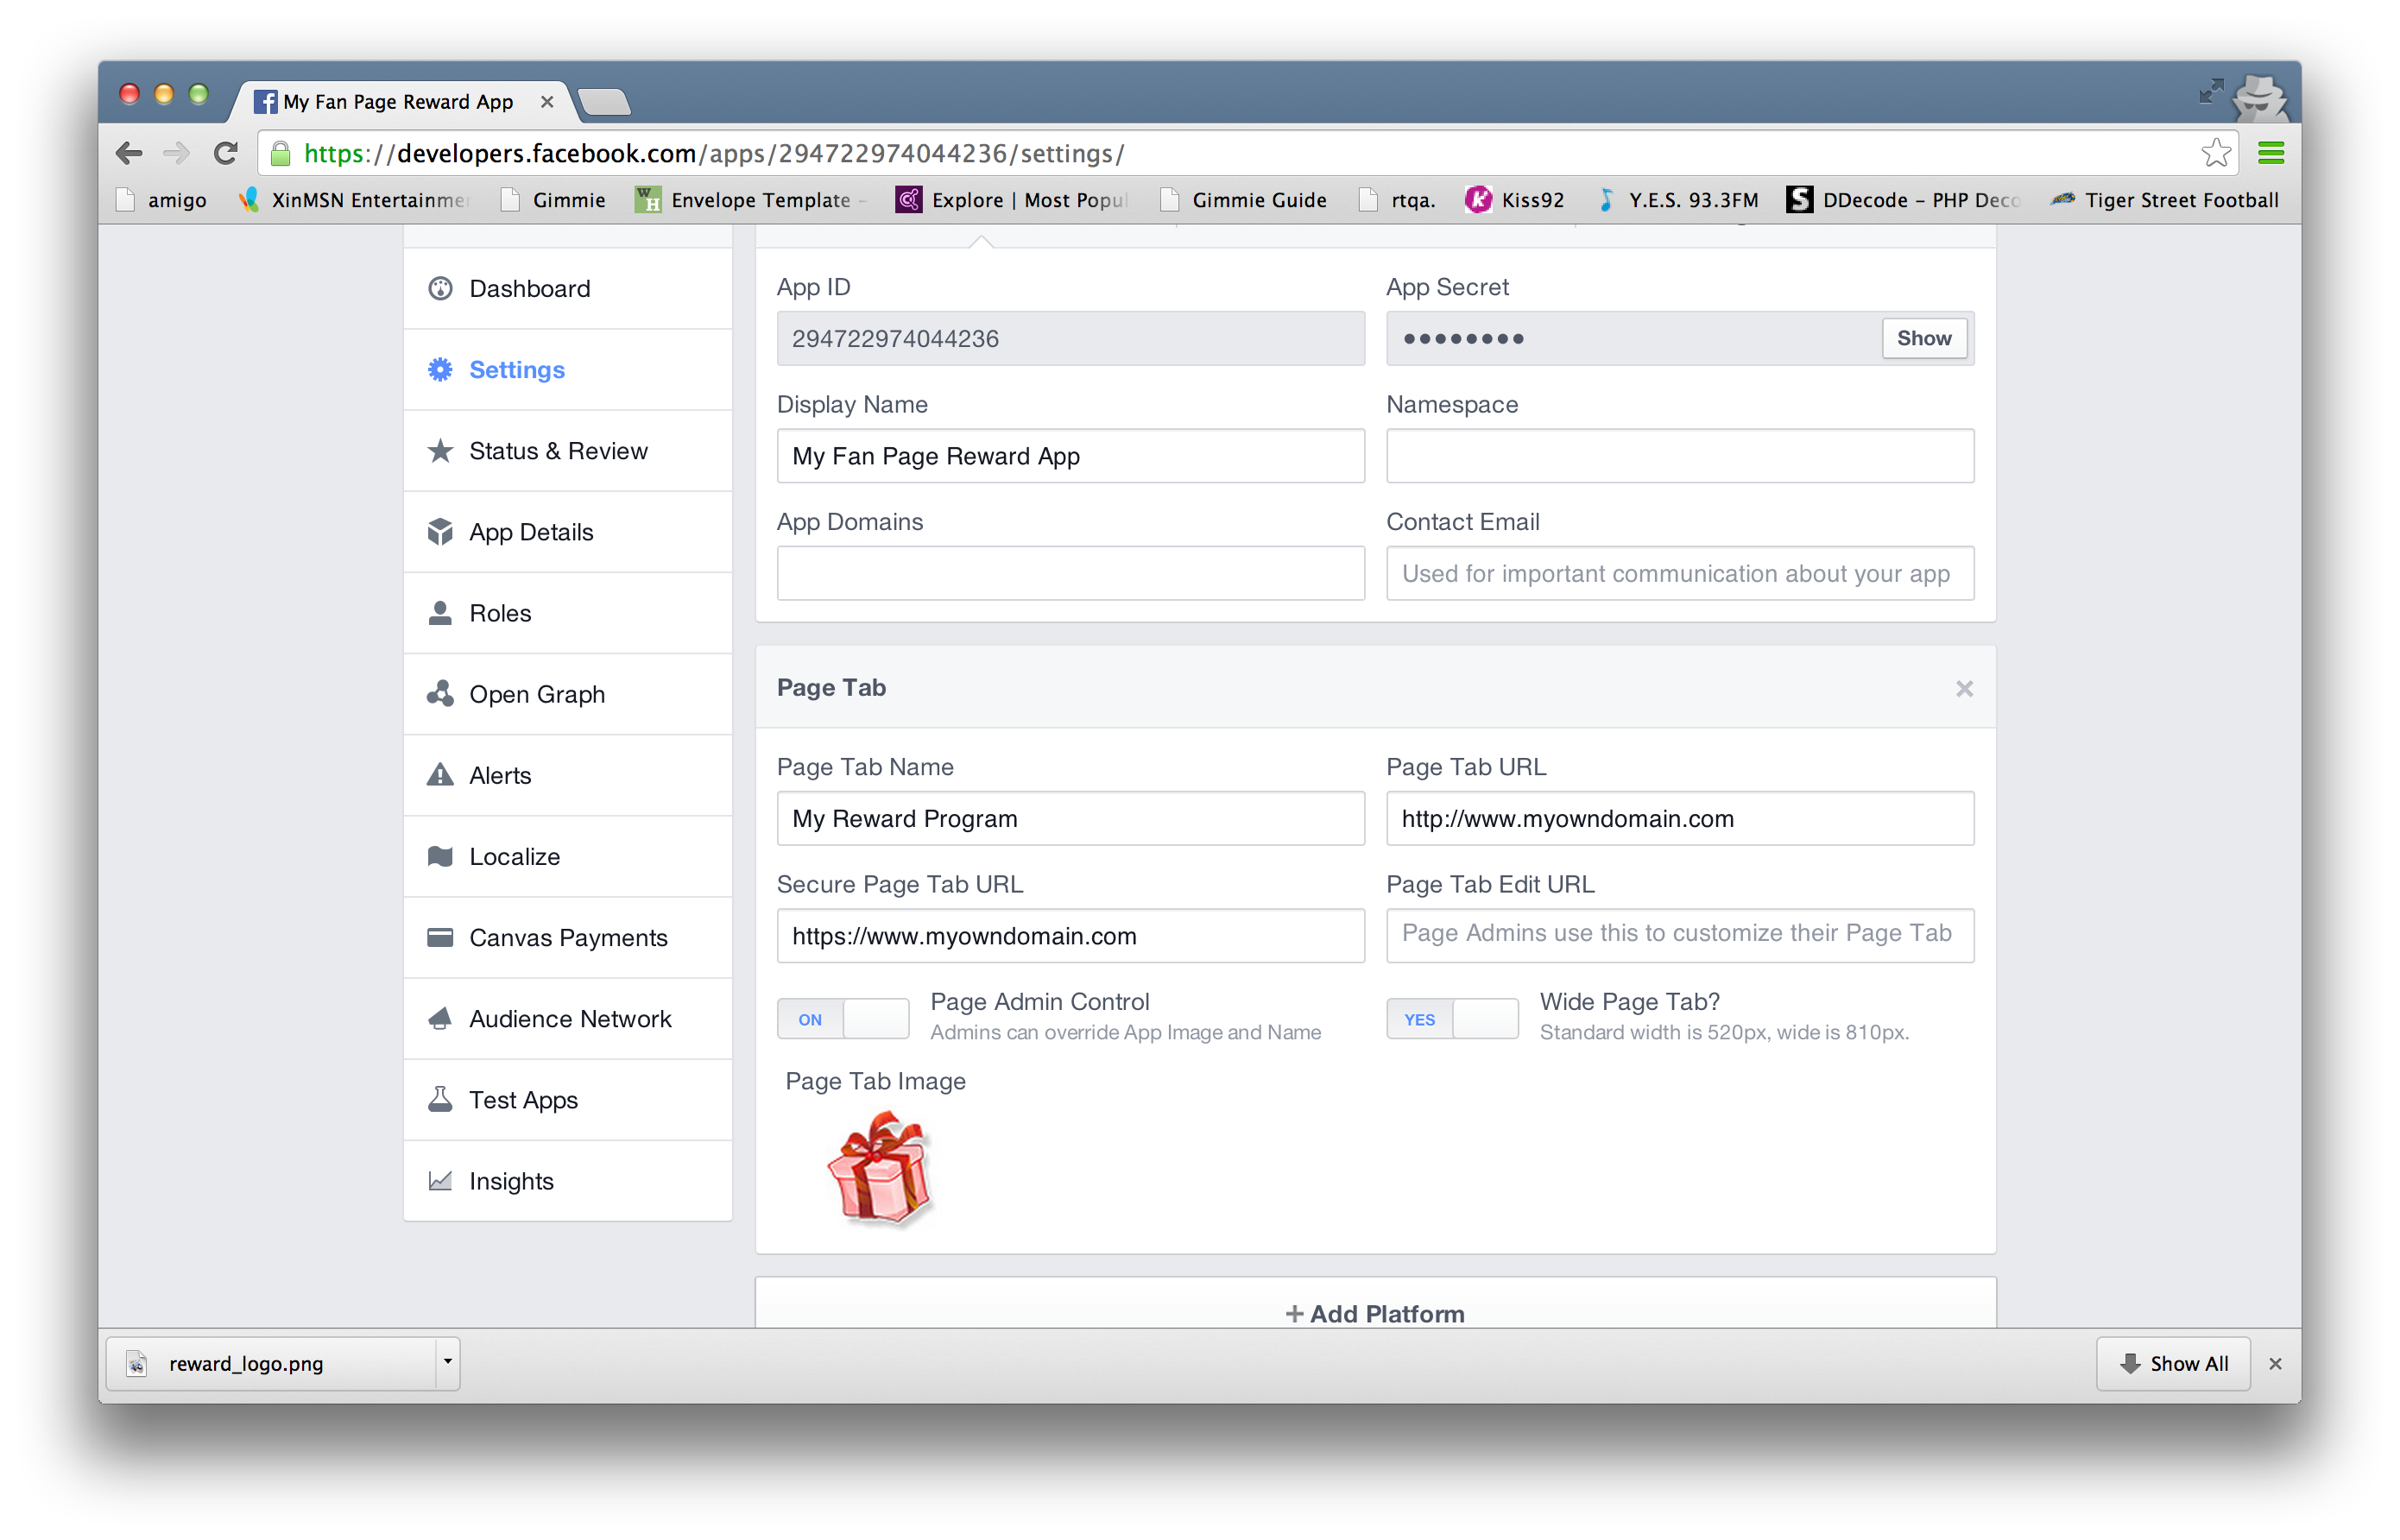 My Fan Page Reward App
https://developers.facebook.com/apps/294722974044236/settings/
amigo
XinMSN Entertainme
Gimmie
Envelope Template -
Explore | Most Popul
Gimmie Guide
rtqa.
Kiss92
Y.E.S. 93.3FM
DDecode - PHP Deco
Tiger Street Football
Dashboard
Settings
Status & Review
App Details
Roles
Open Graph
Alerts
Localize
Canvas Payments
Audience Network
Test Apps
Insights
App ID
294722974044236
App Secret
Show
Display Name
My Fan Page Reward App
Namespace
App Domains
Contact Email
Used for important communication about your app
Page Tab
Page Tab Name
My Reward Program
Page Tab URL
http://www.myowndomain.com
Secure Page Tab URL
https://www.myowndomain.com
Page Tab Edit URL
Page Admins use this to customize their Page Tab
ON
Page Admin Control
Admins can override App Image and Name
YES
Wide Page Tab?
Standard width is 520px, wide is 810px.
Page Tab Image
+ Add Platform
reward_logo.png
Show All